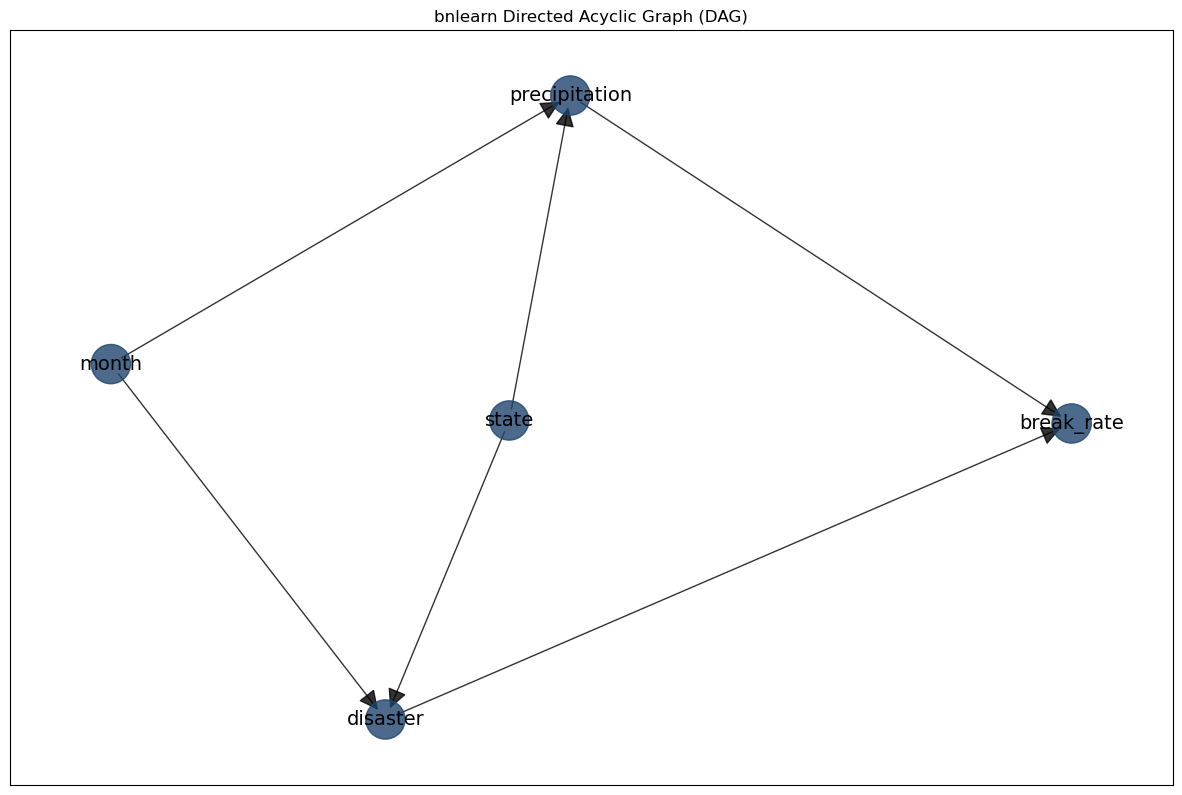 bnlearn Directed Acyclic Graph (DAG)
precipitation
month
state
break_rate
disaster